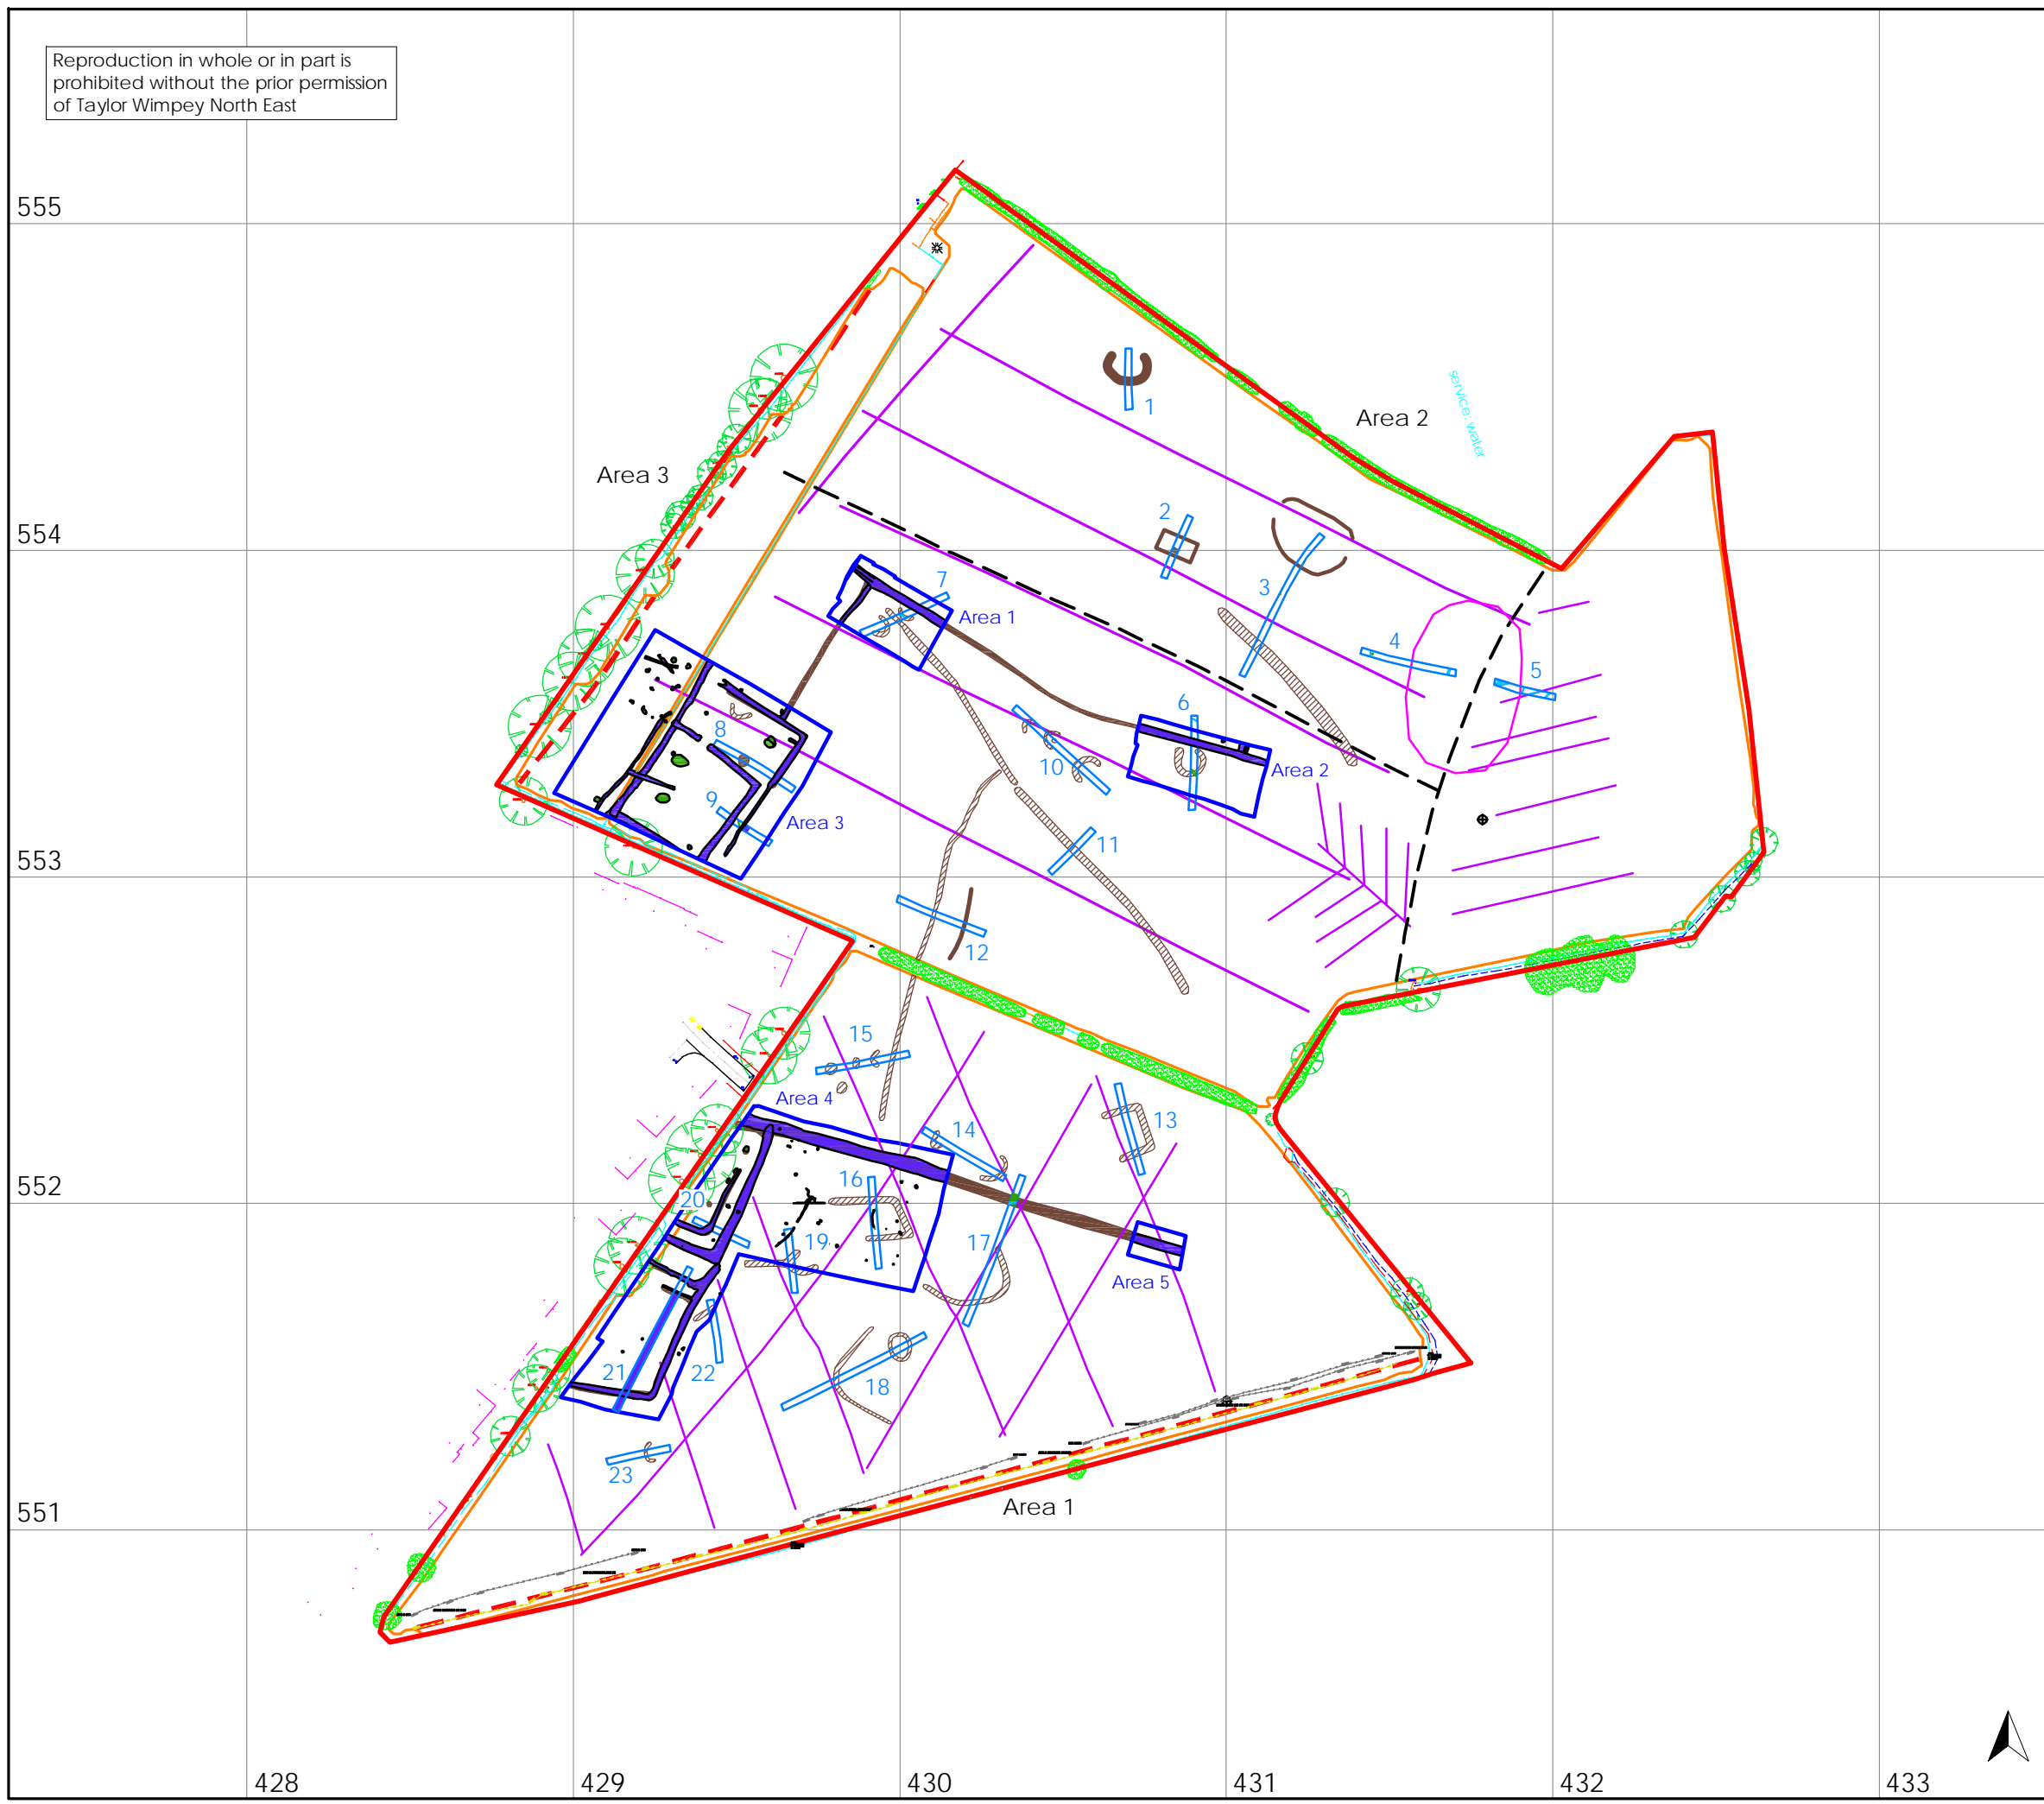 Reproduction in whole or in part is
prohibited without the prior permission
of Taylor Wimpey North East
555
service water
1
Area 2
Area 3
2
554
3
7
Area 1
4
5
6
8
10
Area 2
9
Area 3
11
553
12
15
Area 4
13
14
16
20
552
19
17
Area 5
21
22
18
23
551
Area 1
428
429
430
431
432
433